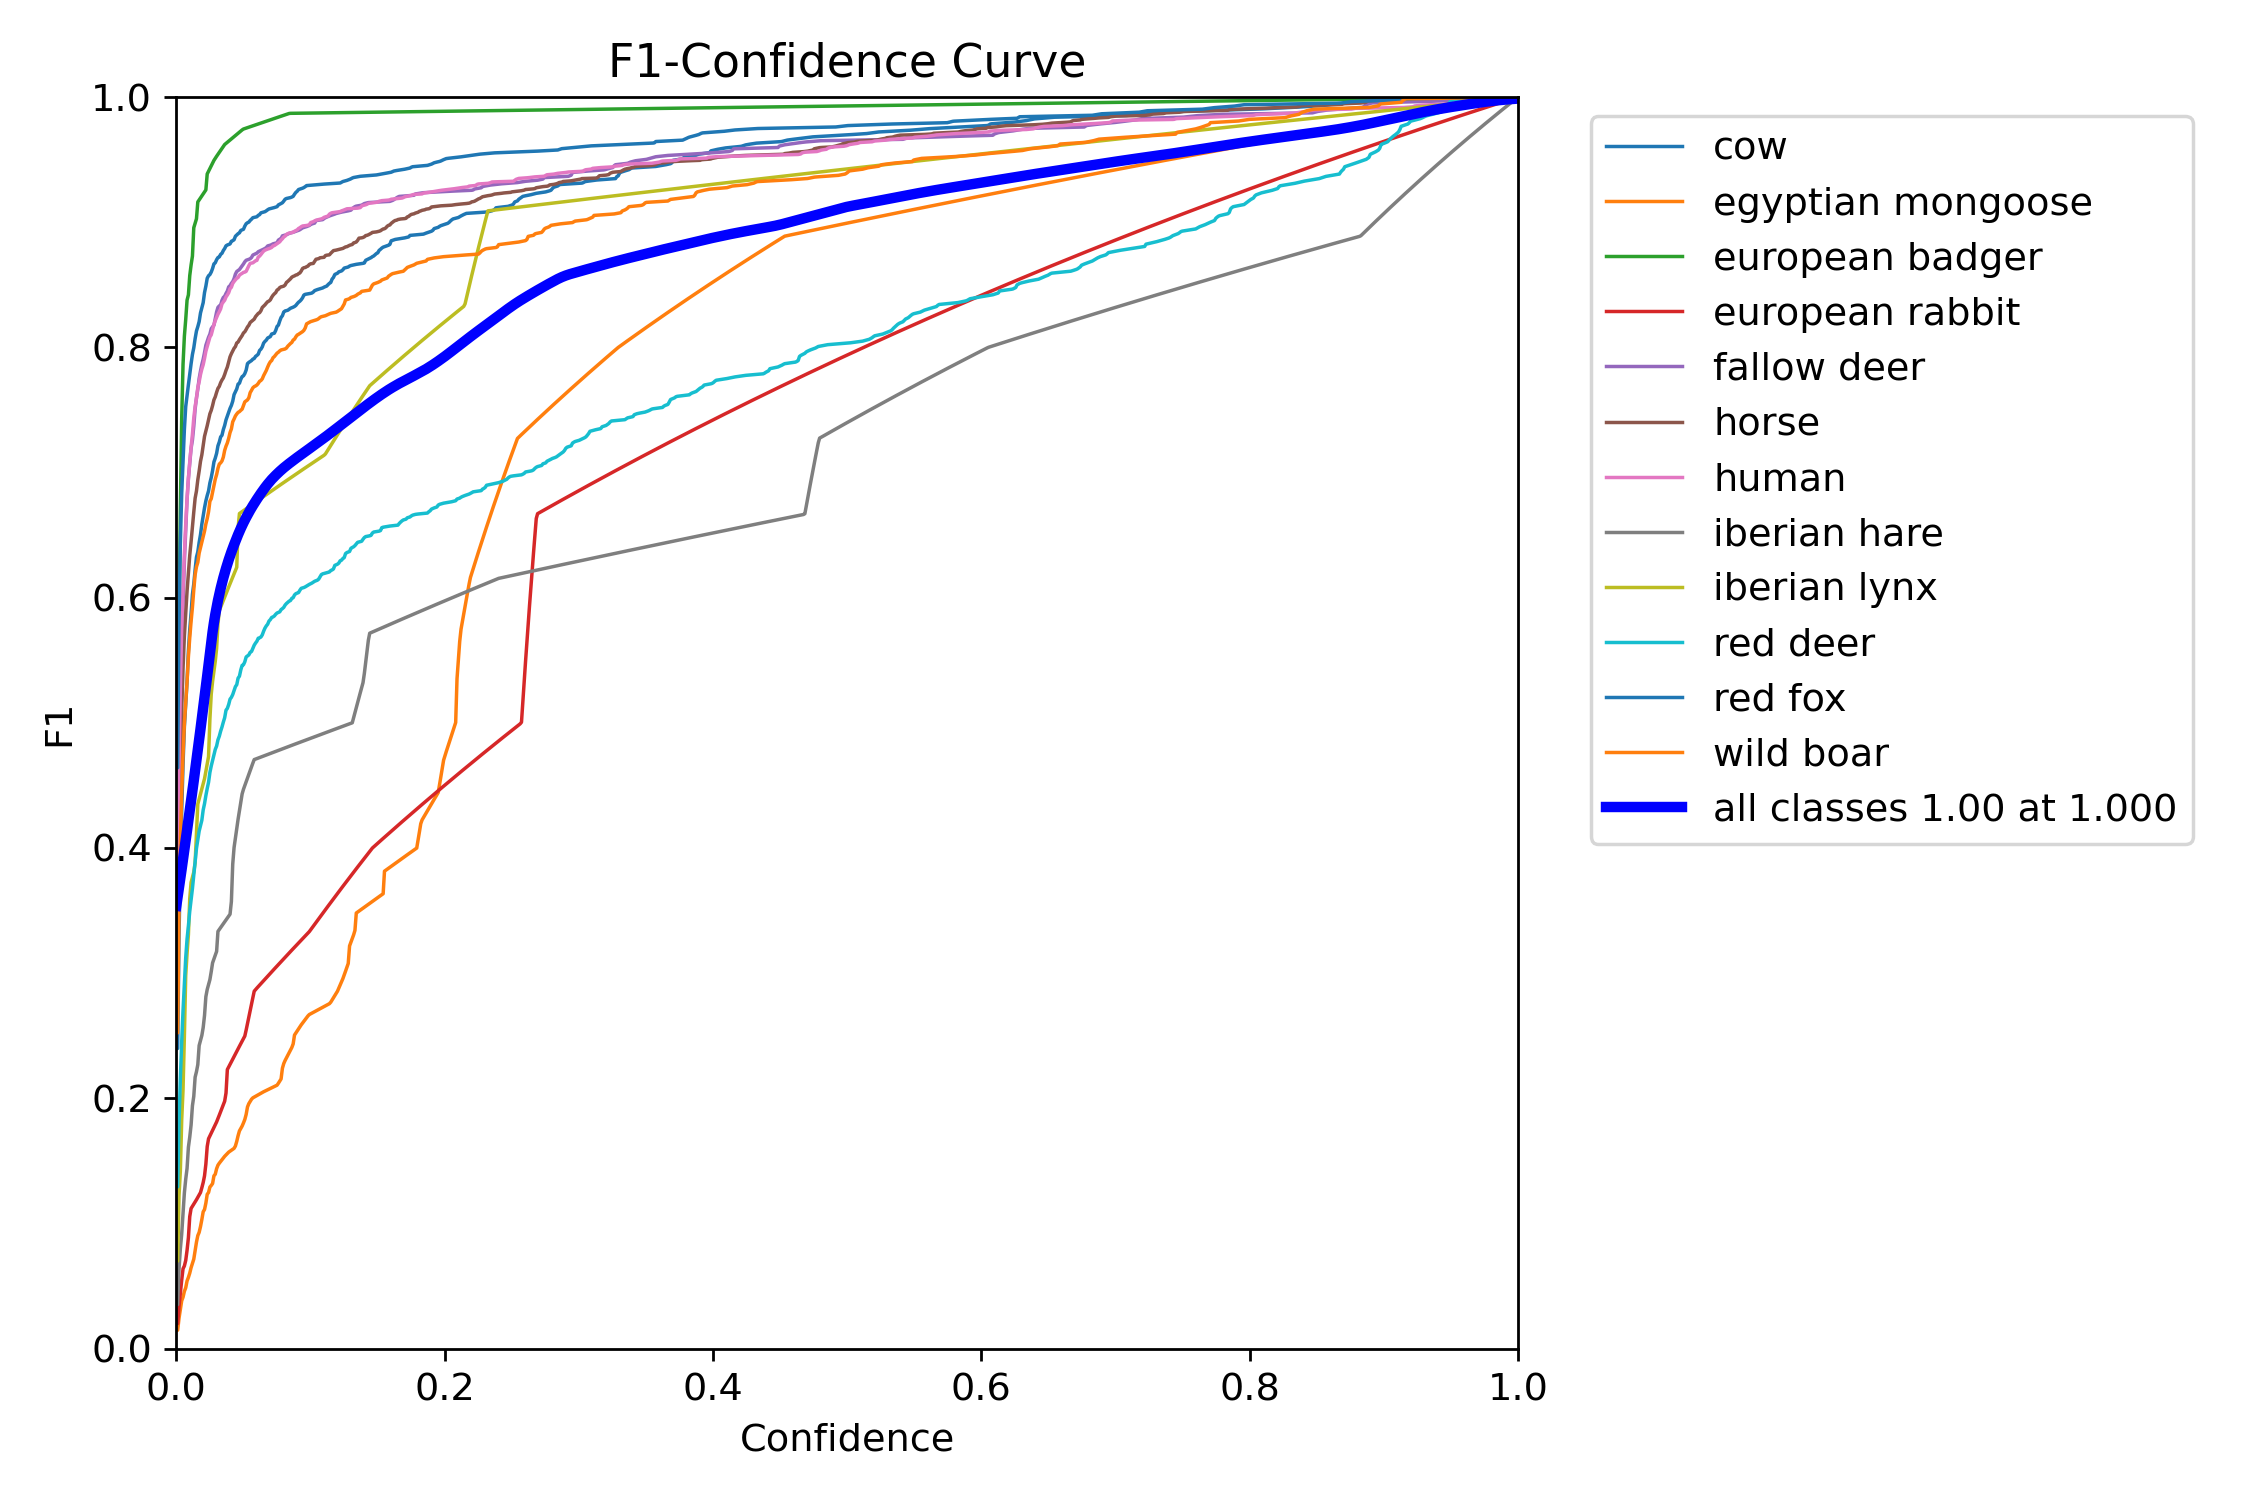 F1-Confidence Curve
1.0
0.8
0.6
0.4
0.2
0.0
F1
0.0 0.2 0.4 0.6 0.8 1.0
Confidence
cow
egyptian mongoose
european badger
european rabbit
fallow deer
horse
human
iberian hare
iberian lynx
red deer
red fox
wild boar
all classes 1.00 at 1.000